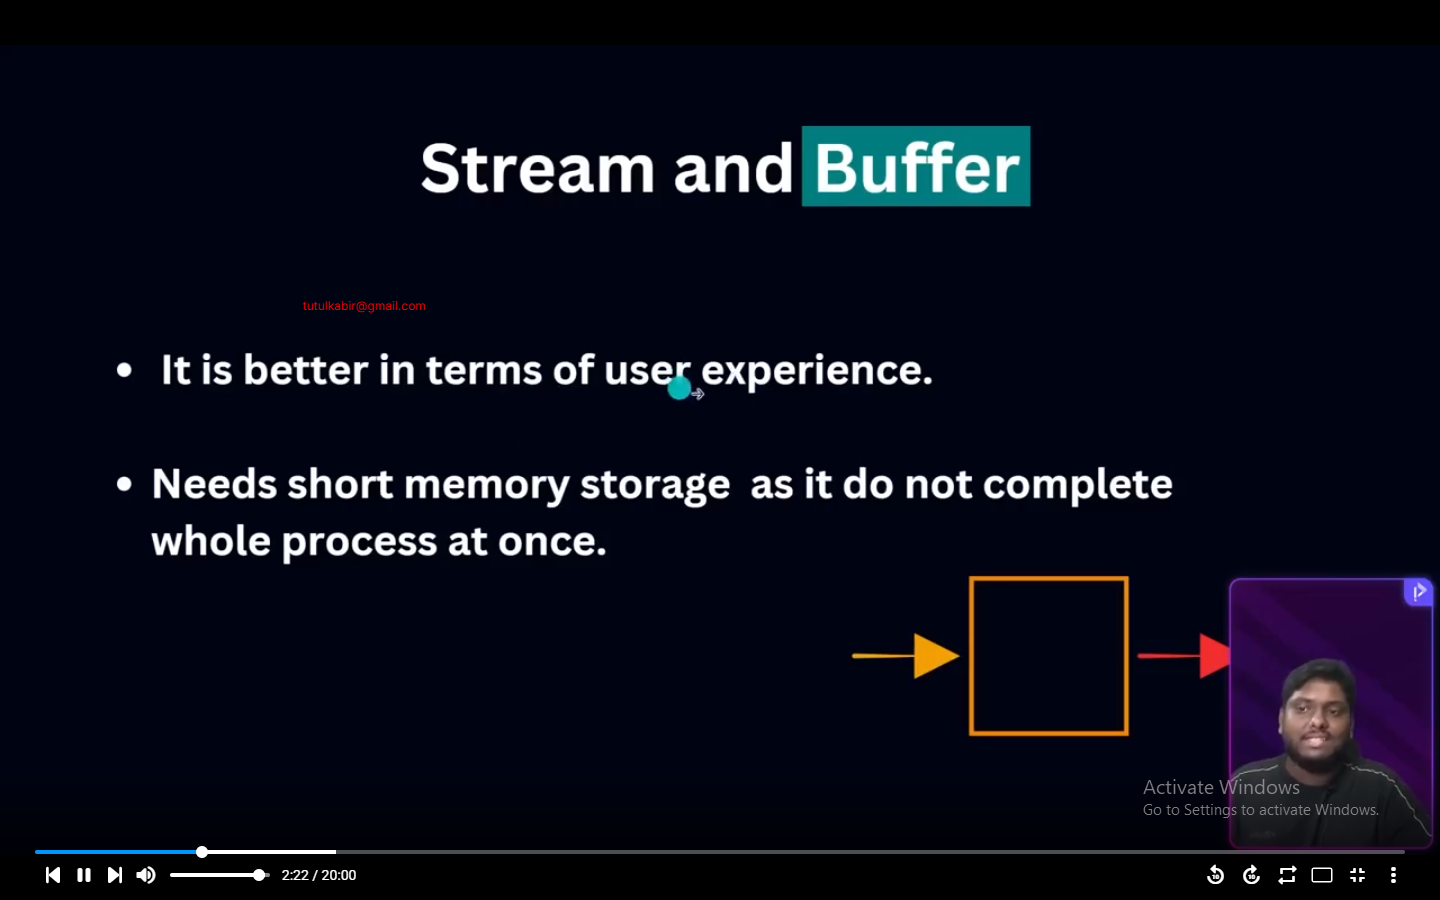 Stream and Buffer
tutulkabir@gmail.com
• It is better in terms of user experience.
• Needs short memory storage as it do not complete
whole process at once.
Activate Windows
Go to Settings to activate Windows.
2:22 / 20:00
10
10